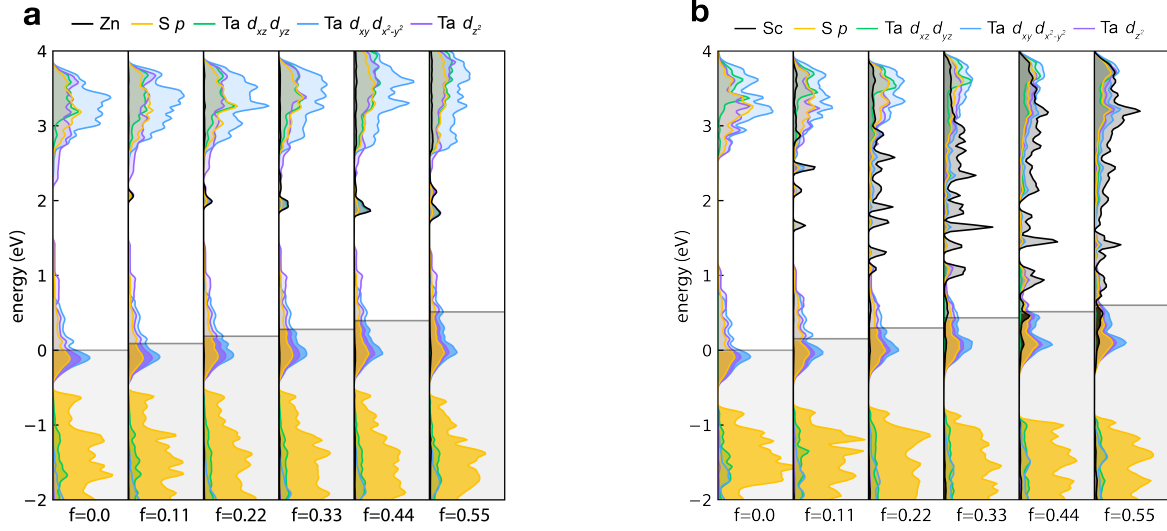 a
Zn S p Ta dxz dyz Ta dxy dx²-y² Ta dz²
energy (eV)
4
3
2
1
0
−1
−2
f=0.0 f=0.11 f=0.22 f=0.33 f=0.44 f=0.55
b
Sc S p Ta dxz dyz Ta dxy dx²-y² Ta dz²
energy (eV)
4
3
2
1
0
−1
−2
f=0.0 f=0.11 f=0.22 f=0.33 f=0.44 f=0.55